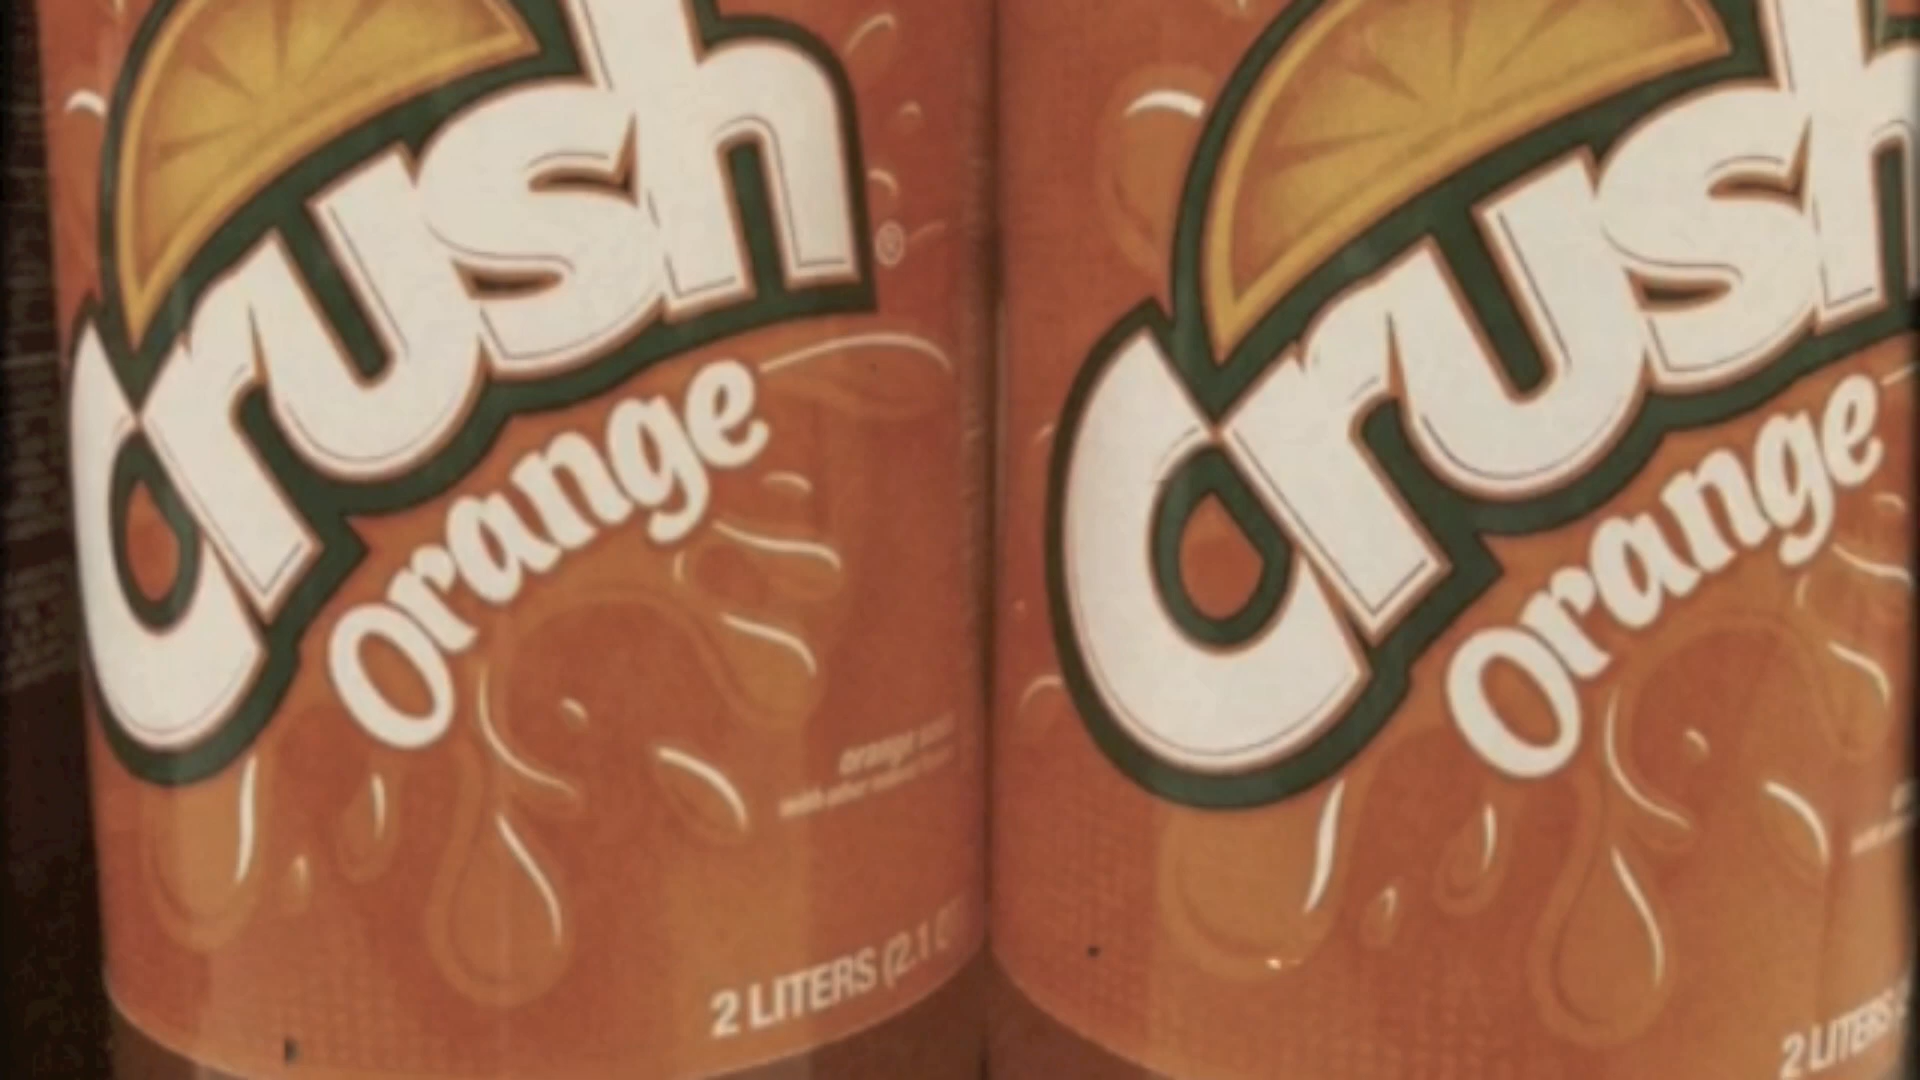 Crush
®
orange
orange
2 LITERS (2.1
Crush
orange
2 LITERS